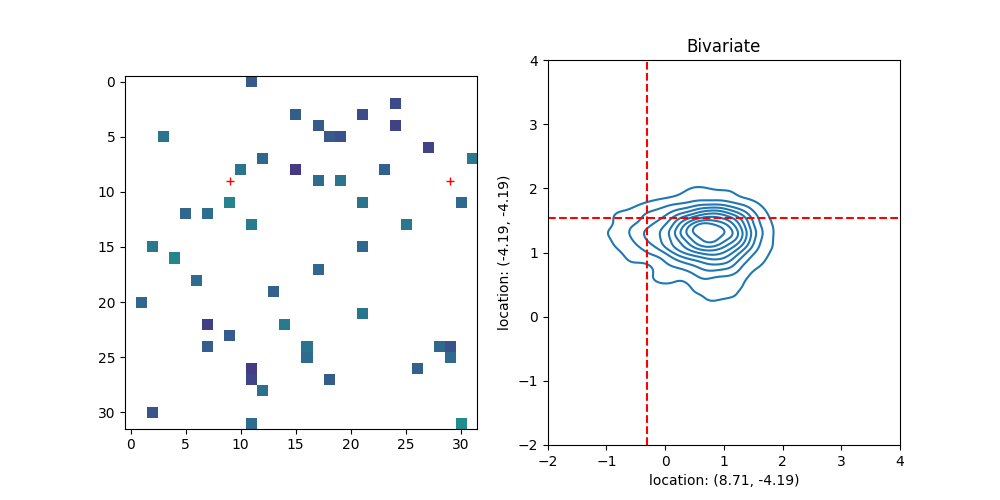 Bivariate
0
5
10
15
20
25
30
0 5 10 15 20 25 30
location: (-4.19, -4.19)
4
3
2
1
0
−1
−2
−2 −1 0 1 2 3 4
location: (8.71, -4.19)